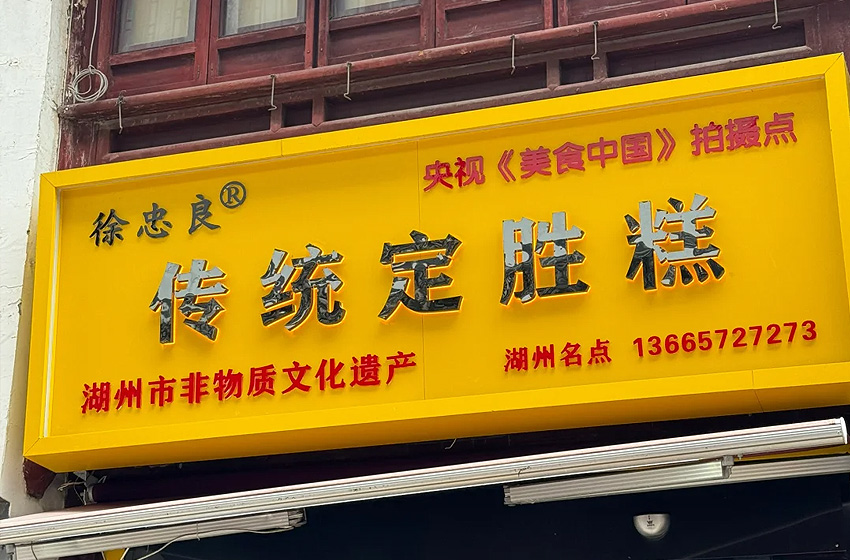 央视《美食中国》拍摄点
徐忠良®
传统定胜糕
湖州市非物质文化遗产
湖州名点 13665727273